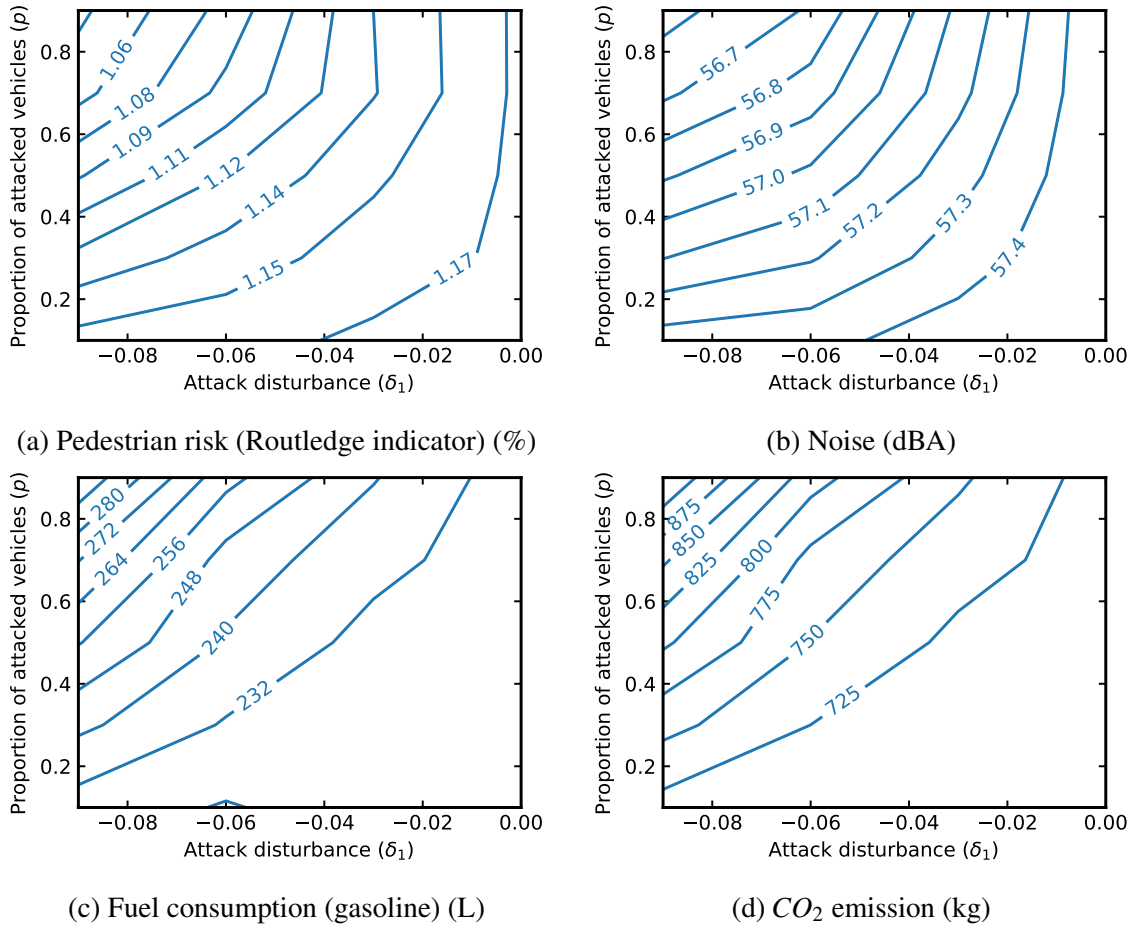 Proportion of attacked vehicles (p)
0.8
0.6
0.4
0.2
1.06
1.08
1.09
1.11
1.12
1.14
1.15
1.17
−0.08 −0.06 −0.04 −0.02 0.00
Attack disturbance (δ₁)
(a) Pedestrian risk (Routledge indicator) (%)
Proportion of attacked vehicles (p)
0.8
0.6
0.4
0.2
56.7
56.8
56.9
57.0
57.1
57.2
57.3
57.4
−0.08 −0.06 −0.04 −0.02 0.00
Attack disturbance (δ₁)
(b) Noise (dBA)
Proportion of attacked vehicles (p)
0.8
0.6
0.4
0.2
280
272
264
256
248
240
232
−0.08 −0.06 −0.04 −0.02 0.00
Attack disturbance (δ₁)
(c) Fuel consumption (gasoline) (L)
Proportion of attacked vehicles (p)
0.8
0.6
0.4
0.2
875
850
825
800
775
750
725
−0.08 −0.06 −0.04 −0.02 0.00
Attack disturbance (δ₁)
(d) CO₂ emission (kg)